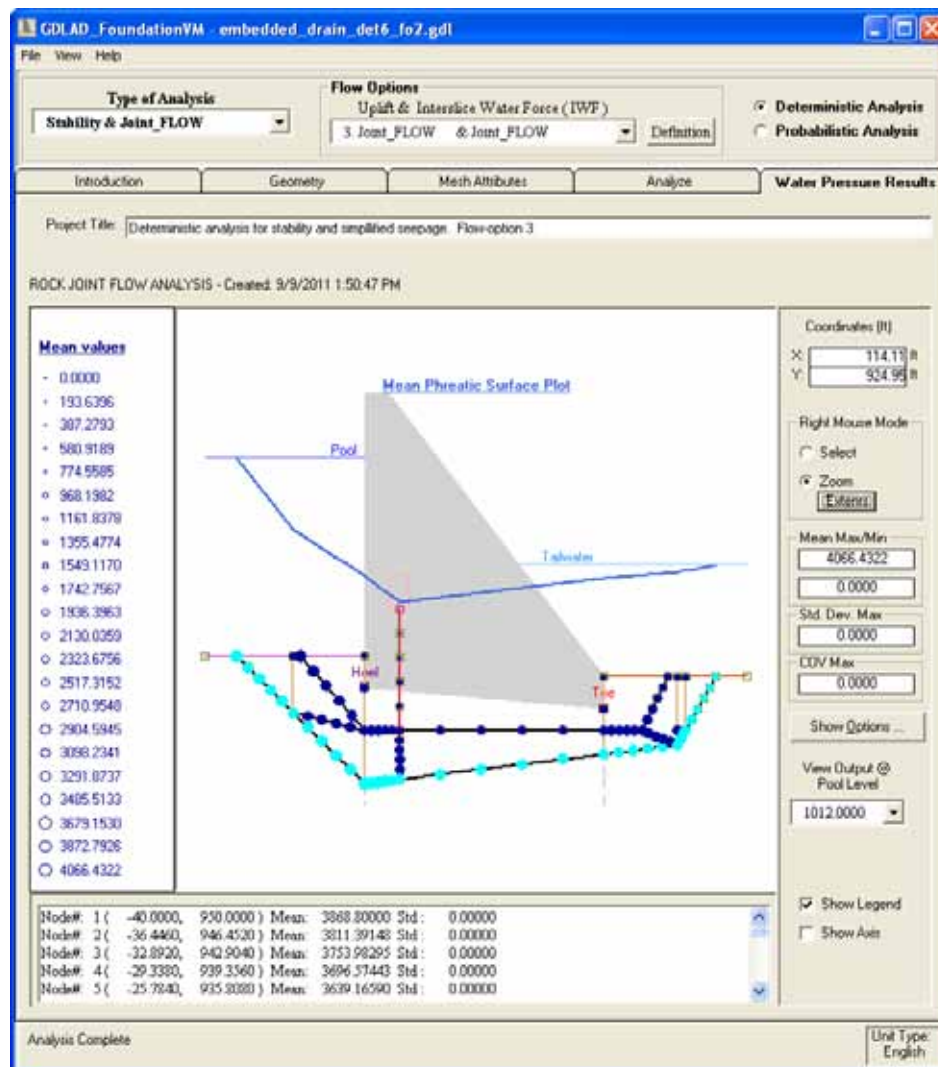 GDLAD_FoundationVM - embedded_drain_det6_fo2.gdl
File View Help
Type of Analysis
Stability & Joint_FLOW
Flow Options
Uplift & Interslice Water Force ( IWF )
3. Joint_FLOW & Joint_FLOW
Definition
Deterministic Analysis
Probabilistic Analysis
Introduction
Geometry
Mesh Attributes
Analyze
Water Pressure Results
Project Title: Deterministic analysis for stability and simplified seepage. Flow-option 3
ROCK JOINT FLOW ANALYSIS - Created: 9/9/2011 1:50:47 PM
Mean values
0.0000
193.6396
387.2793
580.9189
774.5585
968.1982
1161.8378
1355.4774
1549.1170
1742.7567
1936.3963
2130.0359
2323.6756
2517.3152
2710.9548
2904.5945
3098.2341
3291.8737
3485.5133
3679.1530
3872.7926
4066.4322
Mean Phreatic Surface Plot
Pool
Tailwater
Heel
Toe
Coordinates (ft)
X: 114.11 ft
Y: 924.95 ft
Right Mouse Mode
Select
Zoom
Extents
Mean Max/Min
4066.4322
0.0000
Std. Dev. Max
0.0000
COV Max
0.0000
Show Options ...
View Output @
Pool Level
1012.0000
Show Legend
Show Axis
Node#: 1 ( -40.0000, 950.0000 ) Mean: 3868.80000 Std : 0.00000
Node#: 2 ( -36.4460, 946.4520 ) Mean: 3811.39148 Std : 0.00000
Node#: 3 ( -32.8920, 942.9040 ) Mean: 3753.98295 Std : 0.00000
Node#: 4 ( -29.3380, 939.3560 ) Mean: 3696.57443 Std : 0.00000
Node#: 5 ( -25.7840, 935.8080 ) Mean: 3639.16590 Std : 0.00000
Analysis Complete
Unit Type:
English